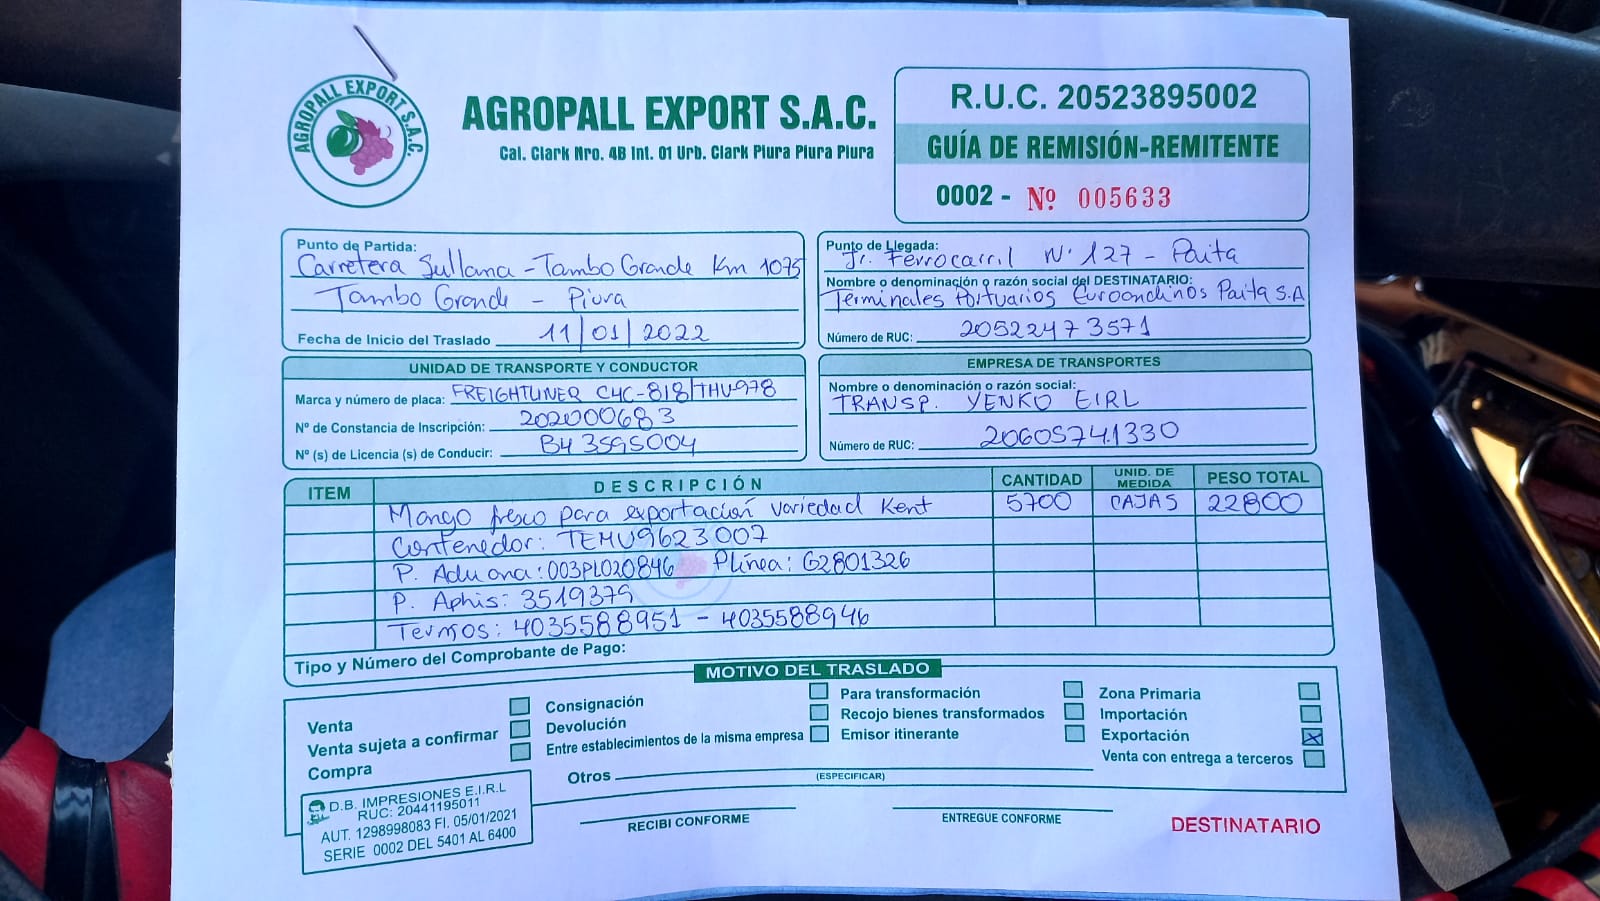 AGROPALL EXPORT S.A.C.
AGROPALL EXPORT S.A.C.
Cal. Clark Nro. 4B Int. 01 Urb. Clark Piura Piura Piura
R.U.C. 20523895002
GUÍA DE REMISIÓN-REMITENTE
0002 - Nº 005633
Punto de Partida:
Carretera Sullana - Tambo Grande Km 1075
Tambo Grande - Piura
Fecha de Inicio del Traslado 11/01/2022
Punto de Llegada:
Jr. Ferrocarril Nº 127 - Paita
Nombre o denominación o razón social del DESTINATARIO:
Terminales Portuarios Euroandinos Paita S.A
Número de RUC: 20522473571
UNIDAD DE TRANSPORTE Y CONDUCTOR
Marca y número de placa: FREIGHTLINER C4C-818/THU978
Nº de Constancia de Inscripción: 202000683
Nº (s) de Licencia (s) de Conducir: B43595004
EMPRESA DE TRANSPORTES
Nombre o denominación o razón social:
TRANSP. YENKO EIRL
Número de RUC: 20605741330
ITEM DESCRIPCIÓN CANTIDAD UNID. DE MEDIDA PESO TOTAL
Mango fresco para exportación variedad Kent 5700 CAJAS 22800
Contenedor: TEMU9623007
P. Aduana: 003PL020846 Plínea: G2801326
P. Aphis: 3519379
Termos: 4035588951 - 4035588946
Tipo y Número del Comprobante de Pago:
MOTIVO DEL TRASLADO
Venta
Venta sujeta a confirmar
Compra
Consignación
Devolución
Entre establecimientos de la misma empresa
Para transformación
Recojo bienes transformados
Emisor itinerante
Zona Primaria
Importación
Exportación X
Venta con entrega a terceros
Otros
(ESPECIFICAR)
D.B. IMPRESIONES E.I.R.L
RUC: 20441195011
AUT. 1298998083 FI. 05/01/2021
SERIE 0002 DEL 5401 AL 6400
RECIBI CONFORME
ENTREGUE CONFORME
DESTINATARIO